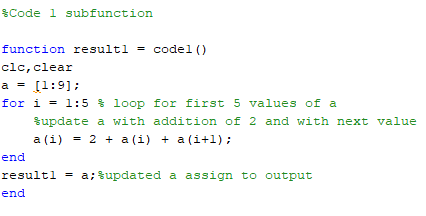 %Code 1 subfunction
function result1 = code1()
clc,clear
a = [1:9];
for i = 1:5 % loop for first 5 values of a
%update a with addition of 2 and with next value
a(i) = 2 + a(i) + a(i+1);
end
result1 = a;%updated a assign to output
end